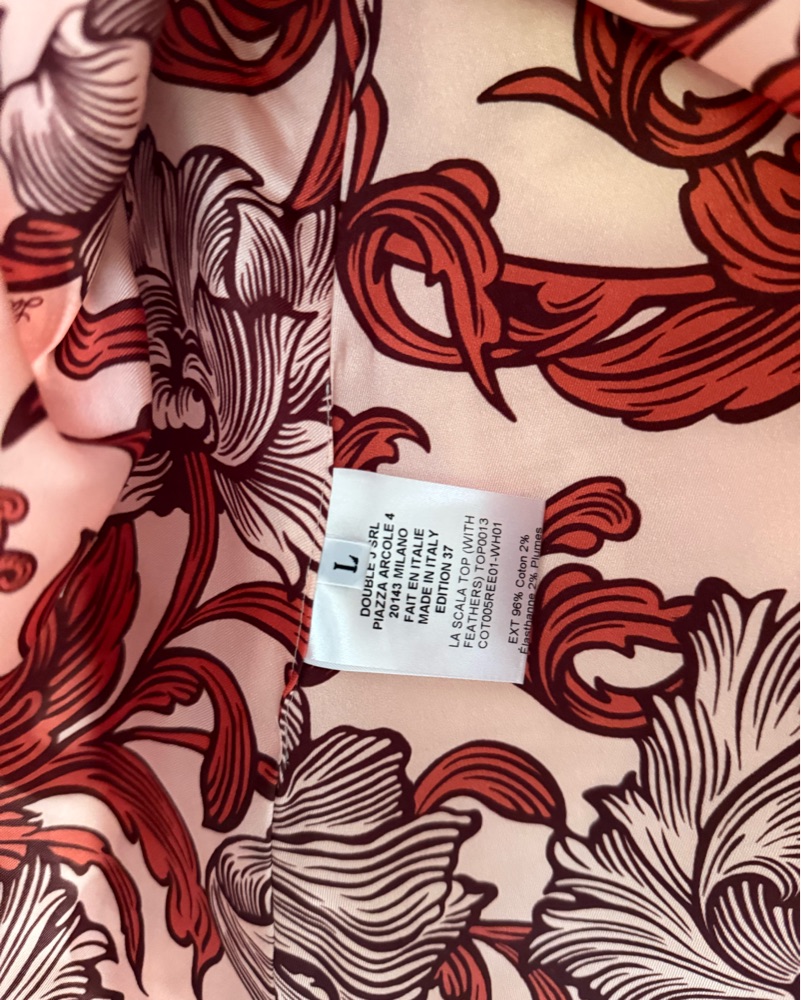 L
DOUBLE J SRL
PIAZZA ARCOLE 4
20143 MILANO
FAIT EN ITALIE
MADE IN ITALY
EDITION 37
LA SCALA TOP (WITH
FEATHERS) TOP0013
COT005REE01-WH01
EXT 96% Coton 2%
Élasthanne 2% Plumes